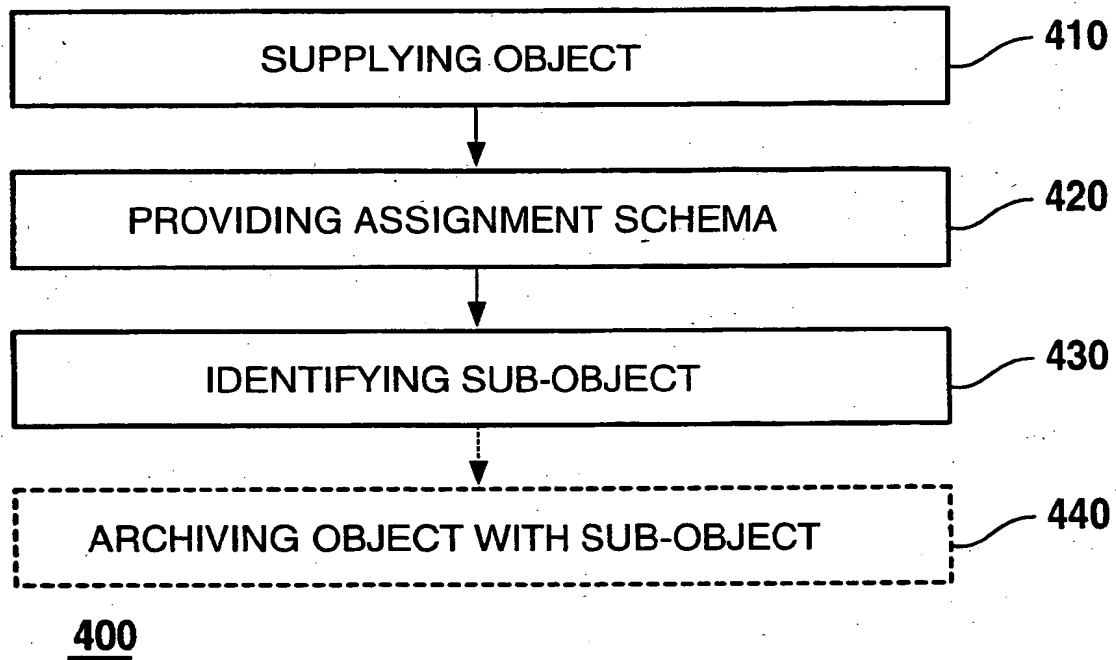 SUPPLYING OBJECT
410
PROVIDING ASSIGNMENT SCHEMA
420
IDENTIFYING SUB-OBJECT
430
ARCHIVING OBJECT WITH SUB-OBJECT
440
400